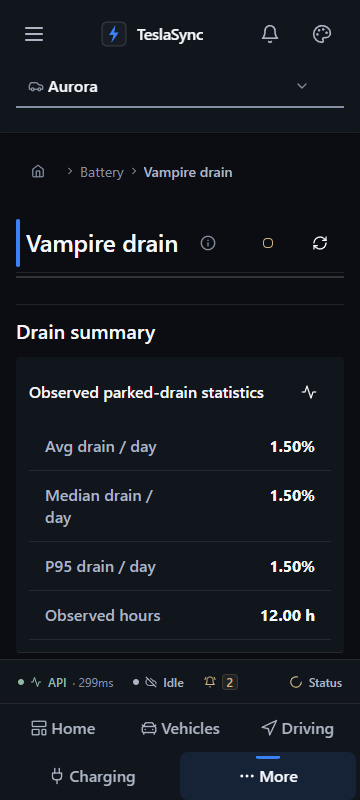 TeslaSync
Aurora
Battery
Vampire drain
Vampire drain
Drain summary
Observed parked-drain statistics
Avg drain / day 1.50%
Median drain / day 1.50%
P95 drain / day 1.50%
Observed hours 12.00 h
API · 299ms Idle 2 Status
Home Vehicles Driving
Charging More